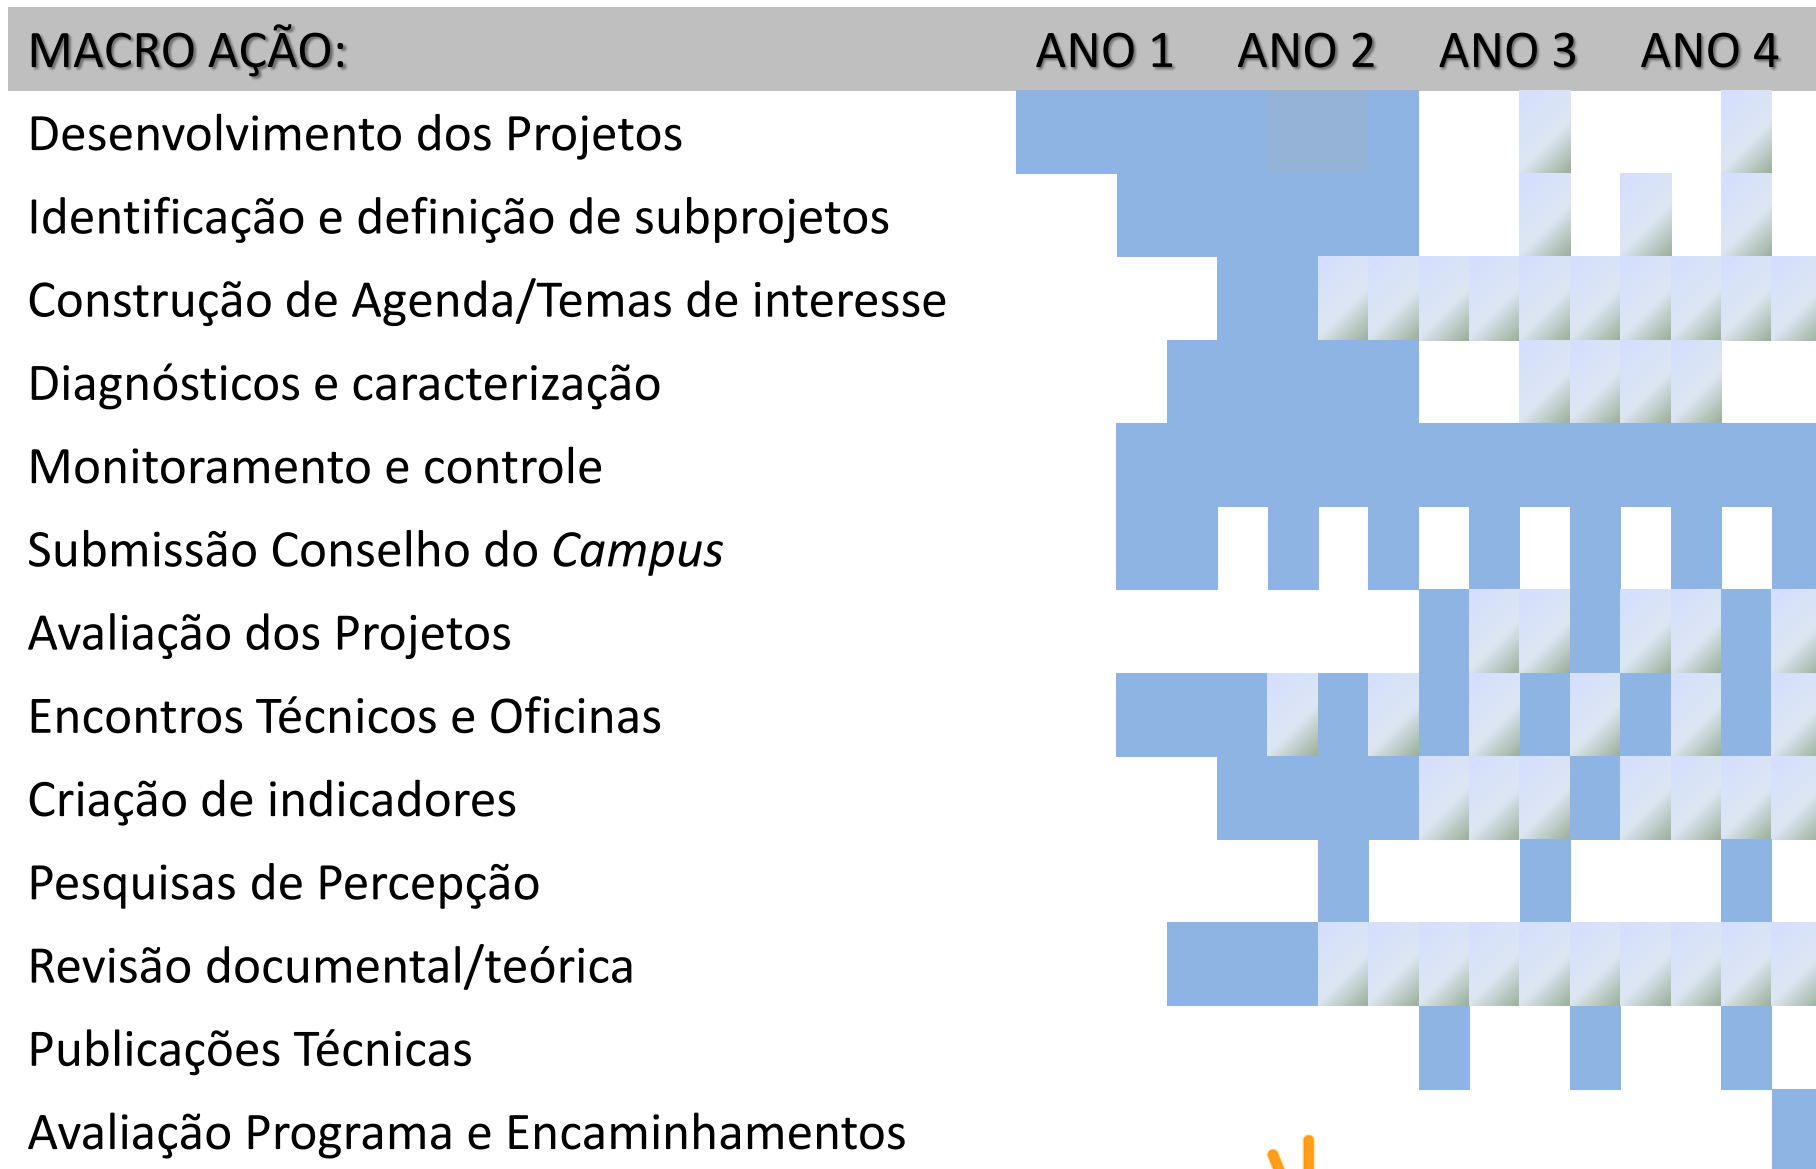 MACRO AÇÃO: ANO 1 ANO 2 ANO 3 ANO 4
Desenvolvimento dos Projetos
Identificação e definição de subprojetos
Construção de Agenda/Temas de interesse
Diagnósticos e caracterização
Monitoramento e controle
Submissão Conselho do Campus
Avaliação dos Projetos
Encontros Técnicos e Oficinas
Criação de indicadores
Pesquisas de Percepção
Revisão documental/teórica
Publicações Técnicas
Avaliação Programa e Encaminhamentos